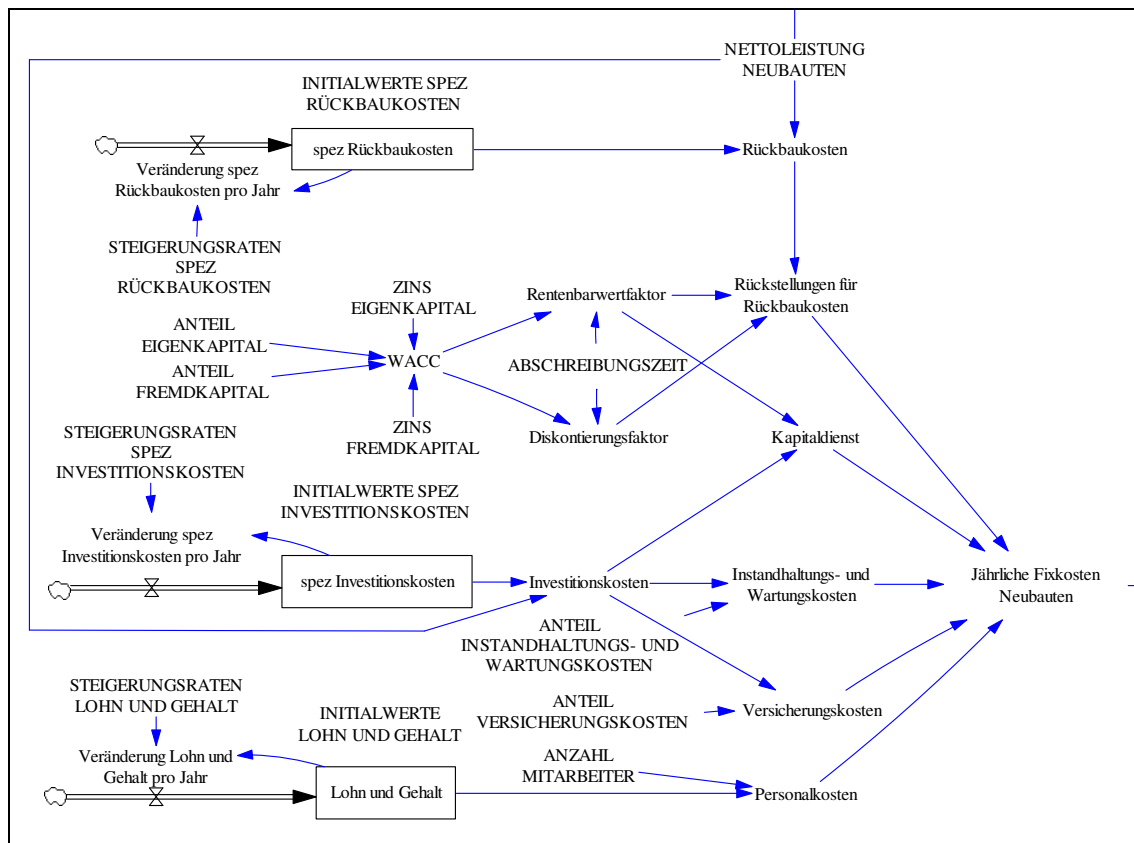 NETTOLEISTUNG
NEUBAUTEN
INITIALWERTE SPEZ
RÜCKBAUKOSTEN
spez Rückbaukosten
Rückbaukosten
Veränderung spez
Rückbaukosten pro Jahr
STEIGERUNGSRATEN
SPEZ
RÜCKBAUKOSTEN
ZINS
EIGENKAPITAL
Rentenbarwertfaktor
Rückstellungen für
Rückbaukosten
ANTEIL
EIGENKAPITAL
WACC
ABSCHREIBUNGSZEIT
ANTEIL
FREMDKAPITAL
ZINS
FREMDKAPITAL
Diskontierungsfaktor
Kapitaldienst
STEIGERUNGSRATEN
SPEZ
INVESTITIONSKOSTEN
INITIALWERTE SPEZ
INVESTITIONSKOSTEN
Veränderung spez
Investitionskosten pro Jahr
spez Investitionskosten
Investitionskosten
Instandhaltungs- und
Wartungskosten
Jährliche Fixkosten
Neubauten
ANTEIL
INSTANDHALTUNGS- UND
WARTUNGSKOSTEN
STEIGERUNGSRATEN
LOHN UND GEHALT
INITIALWERTE
LOHN UND GEHALT
ANTEIL
VERSICHERUNGSKOSTEN
Versicherungskosten
Veränderung Lohn und
Gehalt pro Jahr
Lohn und Gehalt
ANZAHL
MITARBEITER
Personalkosten